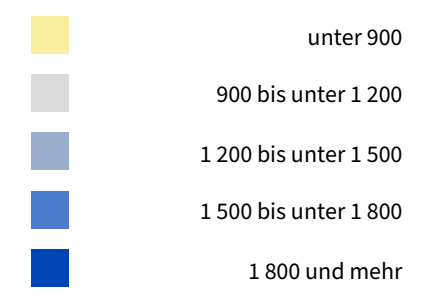 unter 900
900 bis unter 1 200
1 200 bis unter 1 500
1 500 bis unter 1 800
1 800 und mehr